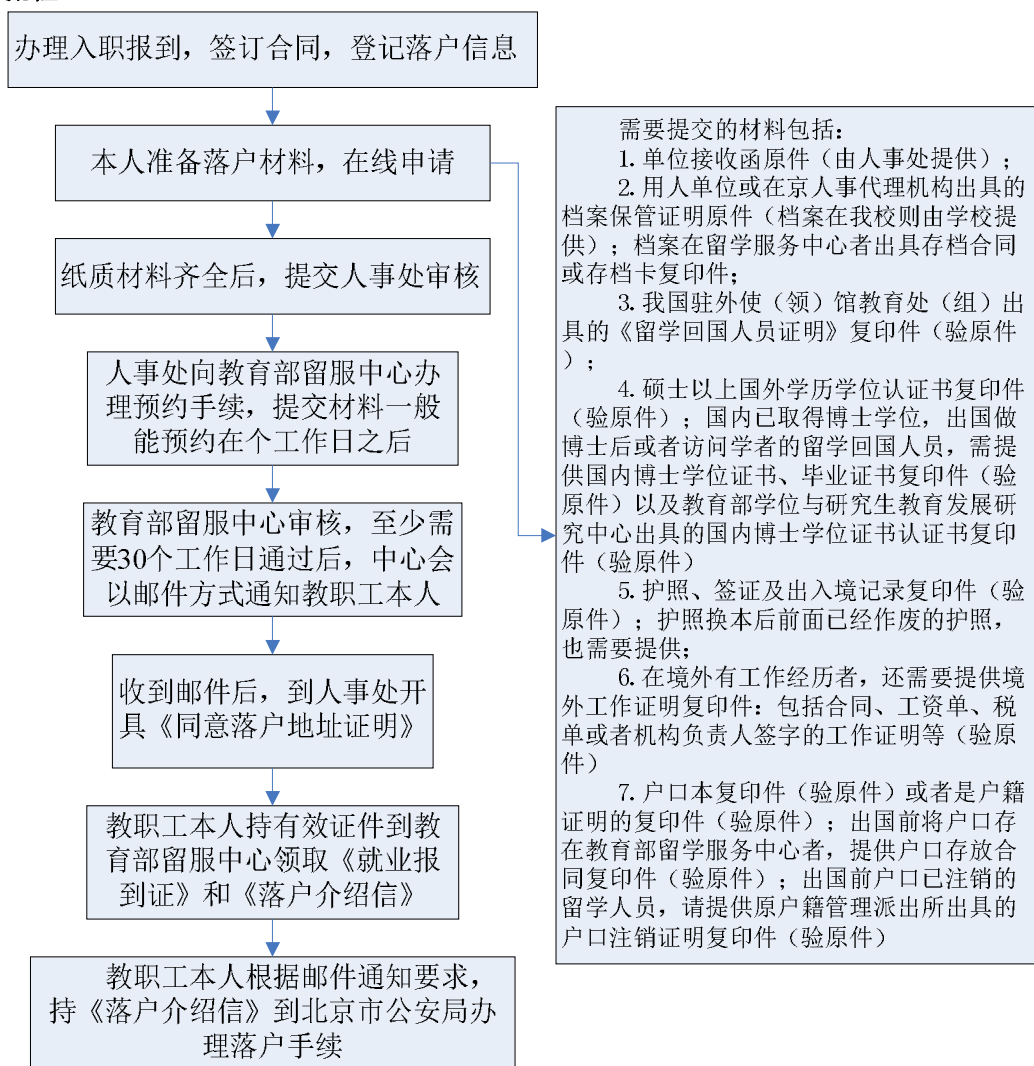 办理入职报到，签订合同，登记落户信息
本人准备落户材料，在线申请
纸质材料齐全后，提交人事处审核
人事处向教育部留服中心办
理预约手续，提交材料一般
能预约在个工作日之后
教育部留服中心审核，至少需
要30个工作日通过后，中心会
以邮件方式通知教职工本人
收到邮件后，到人事处开
具《同意落户地址证明》
教职工本人持有效证件到教
育部留服中心领取《就业报
到证》和《落户介绍信》
教职工本人根据邮件通知要求，
持《落户介绍信》到北京市公安局办
理落户手续
需要提交的材料包括：
1.单位接收函原件（由人事处提供）；
2.用人单位或在京人事代理机构出具的
档案保管证明原件（档案在我校则由学校提
供）；档案在留学服务中心者出具存档合同
或存档卡复印件；
3.我国驻外使（领）馆教育处（组）出
具的《留学回国人员证明》复印件（验原件
）；
4.硕士以上国外学历学位认证书复印件
（验原件）；国内已取得博士学位，出国做
博士后或者访问学者的留学回国人员，需提
供国内博士学位证书、毕业证书复印件（验
原件）以及教育部学位与研究生教育发展研
究中心出具的国内博士学位证书认证书复印
件（验原件）
5.护照、签证及出入境记录复印件（验
原件）；护照换本后前面已经作废的护照，
也需要提供；
6.在境外有工作经历者，还需要提供境
外工作证明复印件：包括合同、工资单、税
单或者机构负责人签字的工作证明等（验原
件）
7.户口本复印件（验原件）或者是户籍
证明的复印件（验原件）；出国前将户口存
在教育部留学服务中心者，提供户口存放合
同复印件（验原件）；出国前户口已注销的
留学人员，请提供原户籍管理派出所出具的
户口注销证明复印件（验原件）